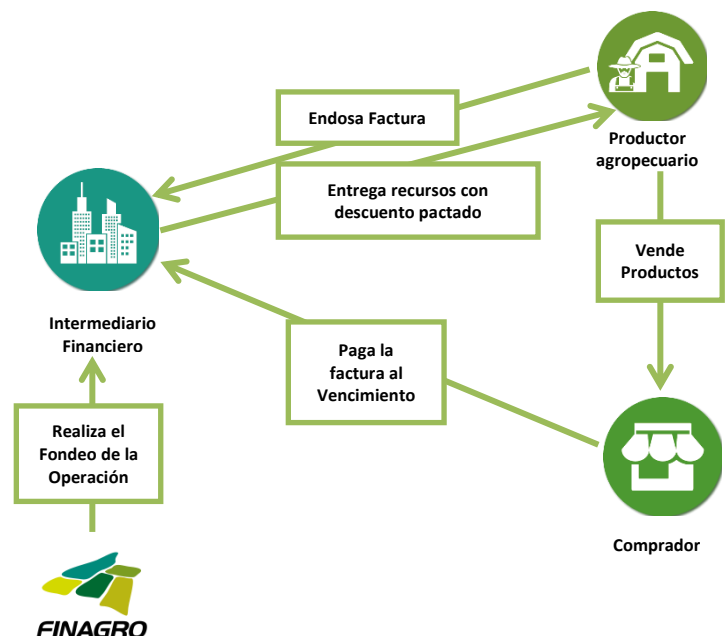 Endosa Factura
Productor
agropecuario
Entrega recursos con
descuento pactado
Vende
Productos
Intermediario
Financiero
Paga la
factura al
Vencimiento
Realiza el
Fondeo de la
Operación
Comprador
FINAGRO